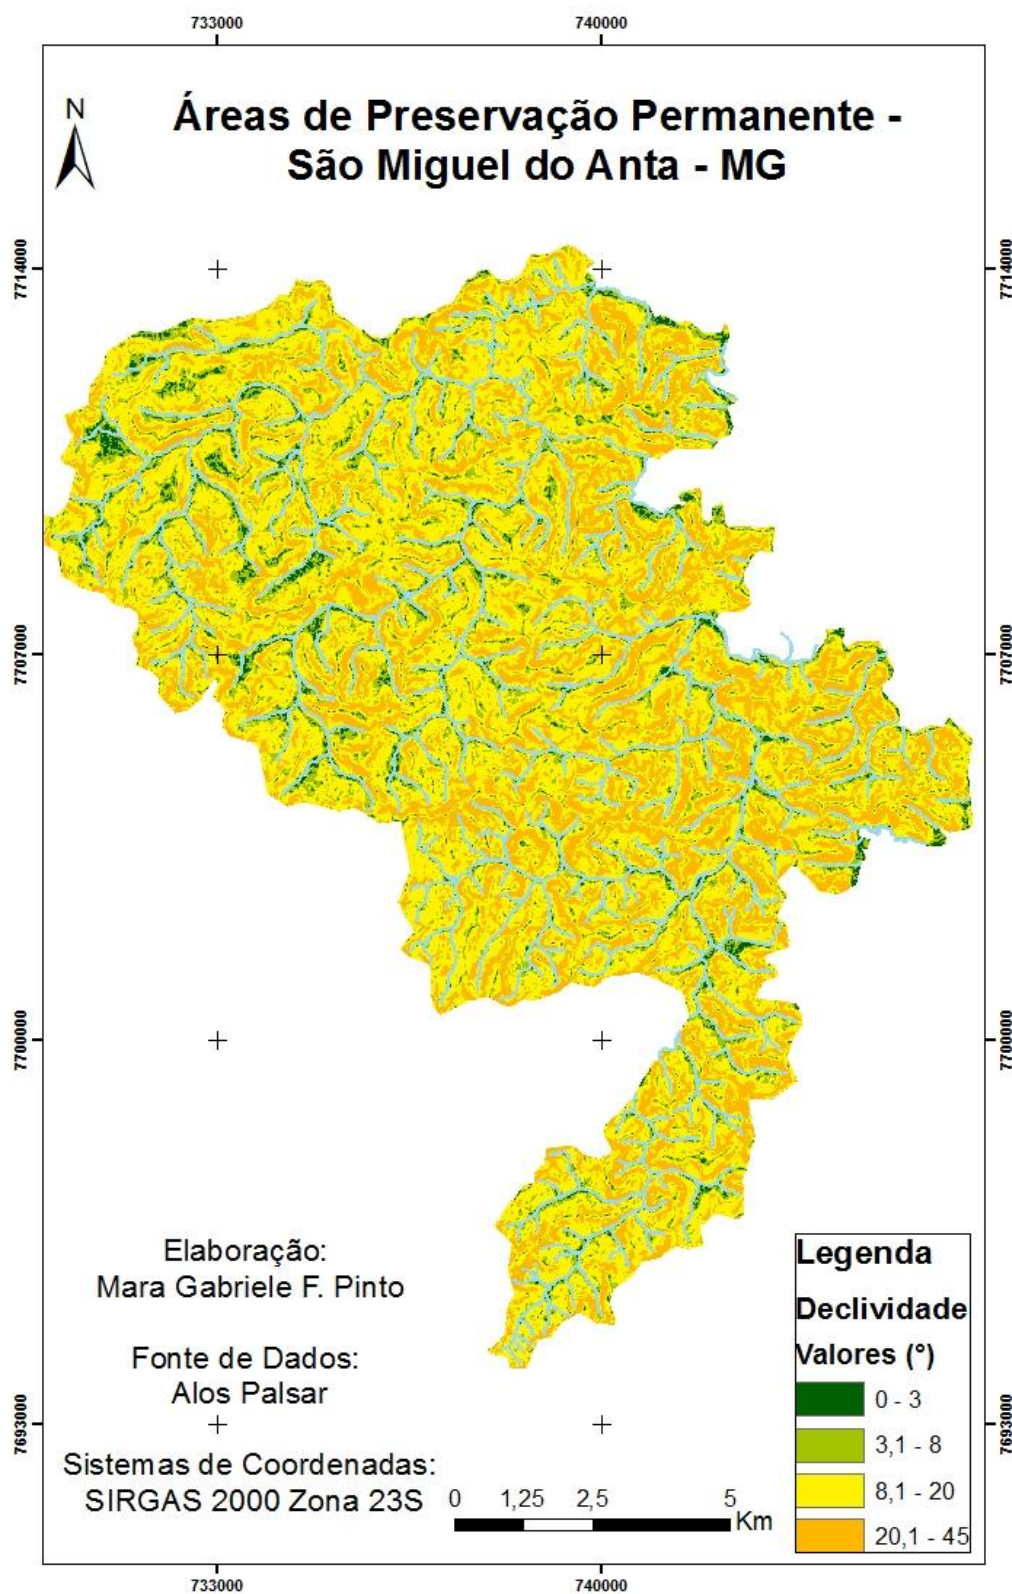 733000
740000
N
Áreas de Preservação Permanente -
São Miguel do Anta - MG
7714000
7714000
7707000
7707000
7700000
7700000
Elaboração:
Mara Gabriele F. Pinto
Fonte de Dados:
Alos Palsar
Sistemas de Coordenadas:
SIRGAS 2000 Zona 23S
0 1,25 2,5 5
Km
Legenda
Declividade
Valores (°)
0 - 3
3,1 - 8
8,1 - 20
20,1 - 45
7693000
7693000
733000
740000